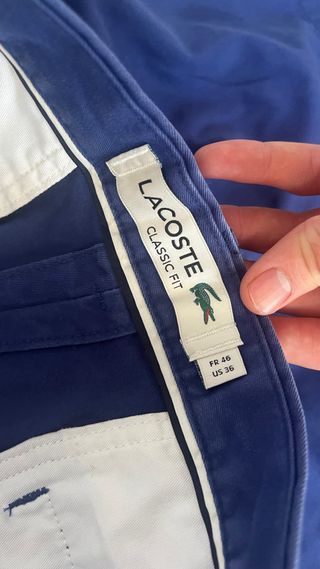 LACOSTE
CLASSIC FIT
FR 46
US 36